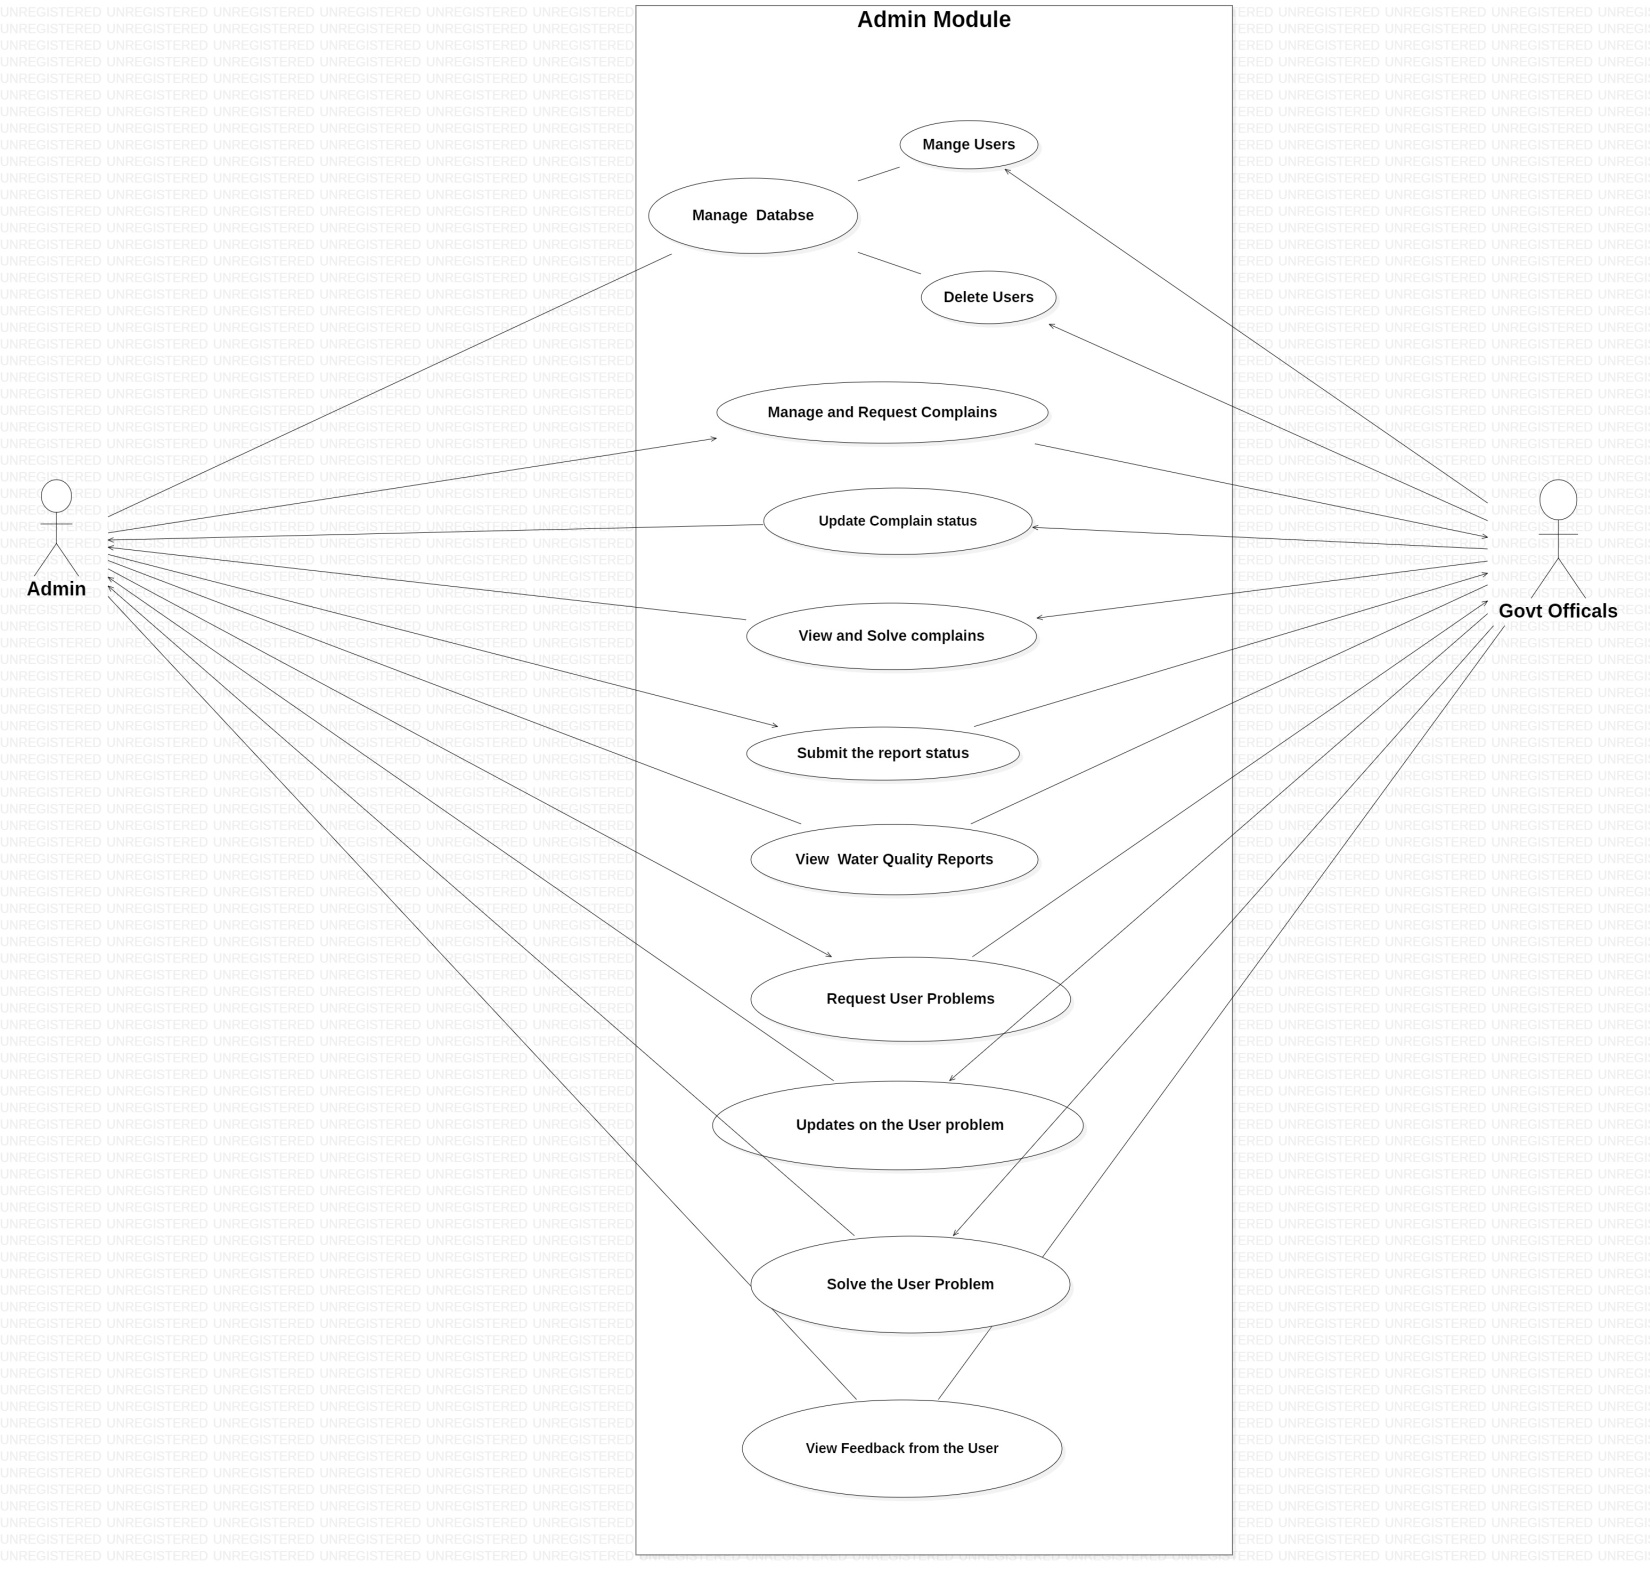 Admin Module
Mange Users
Manage  Databse
Delete Users
Manage and Request Complains
Update Complain status
Admin
Govt Officals
View and Solve complains
Submit the report status
View  Water Quality Reports
Request User Problems
Updates on the User problem
Solve the User Problem
View Feedback from the User
UNREGISTERED